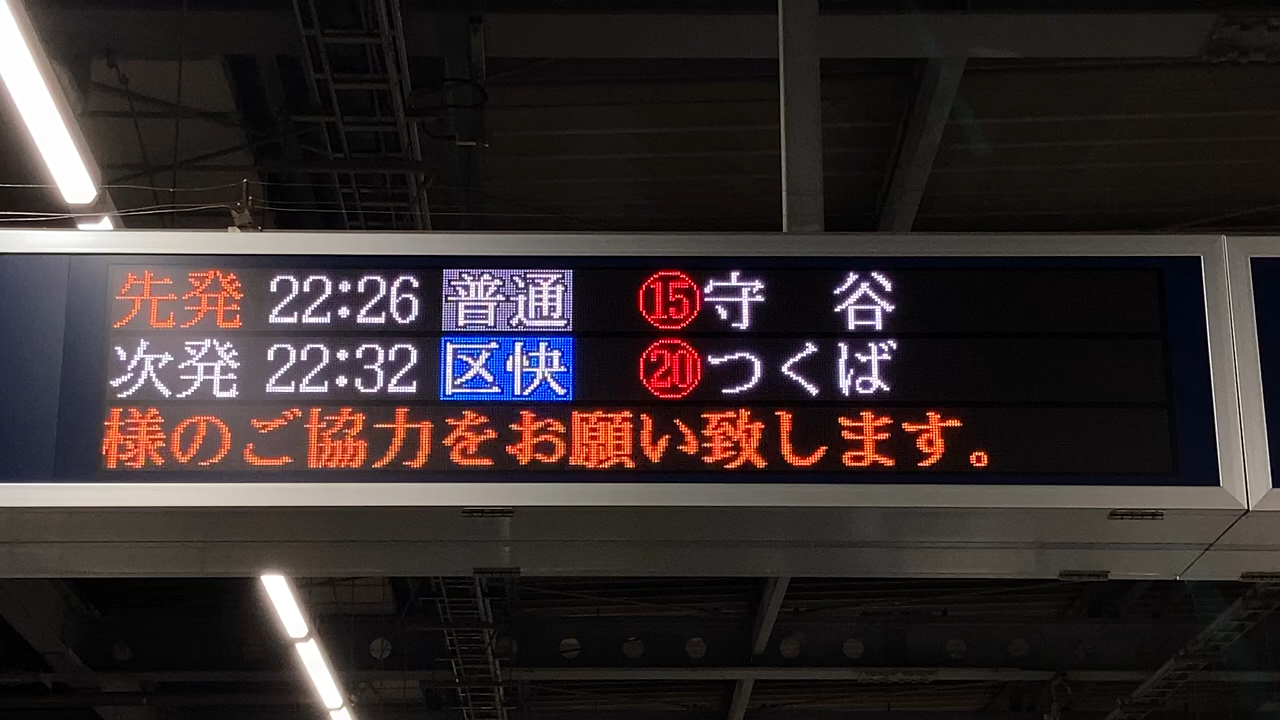 先発 22:26 普通 ⑮守谷
次発 22:32 区快 ⑳つくば
様のご協力をお願い致します。